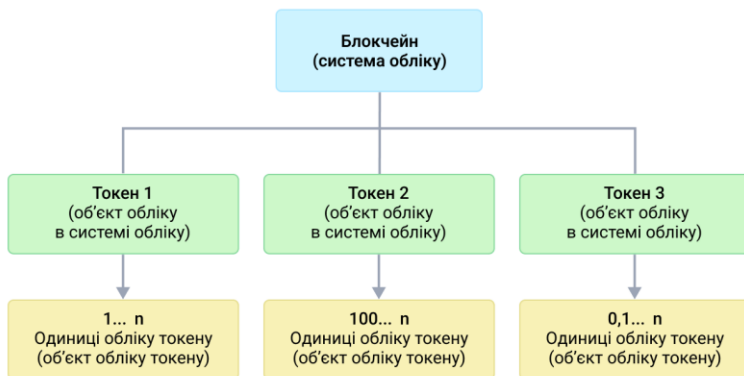 Блокчейн
(система обліку)
Токен 1
(об’єкт обліку
в системі обліку)
Токен 2
(об’єкт обліку
в системі обліку)
Токен 3
(об’єкт обліку
в системі обліку)
1... n
Одиниці обліку токену
(об’єкт обліку токену)
100... n
Одиниці обліку токену
(об’єкт обліку токену)
0,1... n
Одиниці обліку токену
(об’єкт обліку токену)